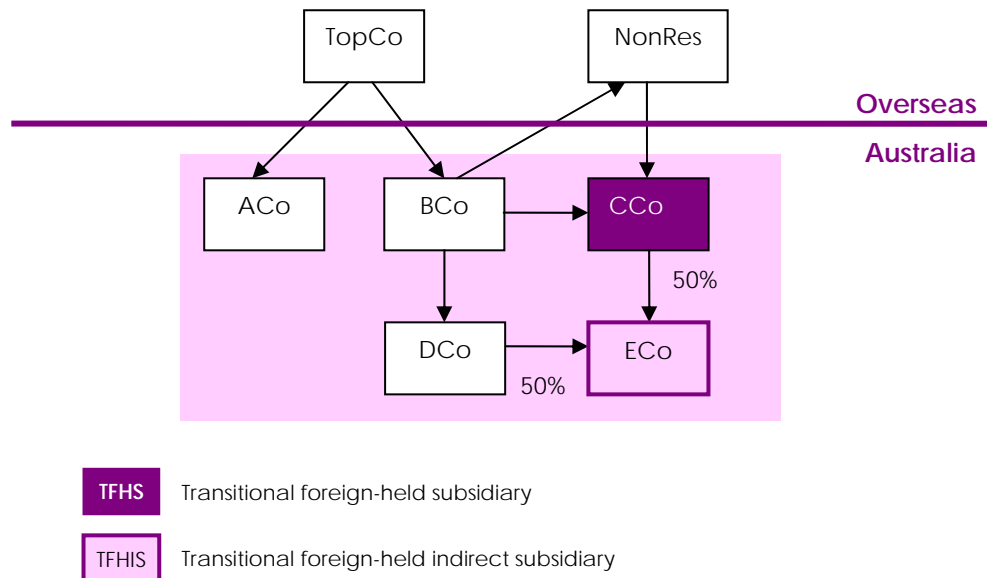 TopCo
NonRes
Overseas
Australia
ACo
BCo
CCo
50%
DCo
ECo
50%
TFHS Transitional foreign-held subsidiary
TFHIS Transitional foreign-held indirect subsidiary